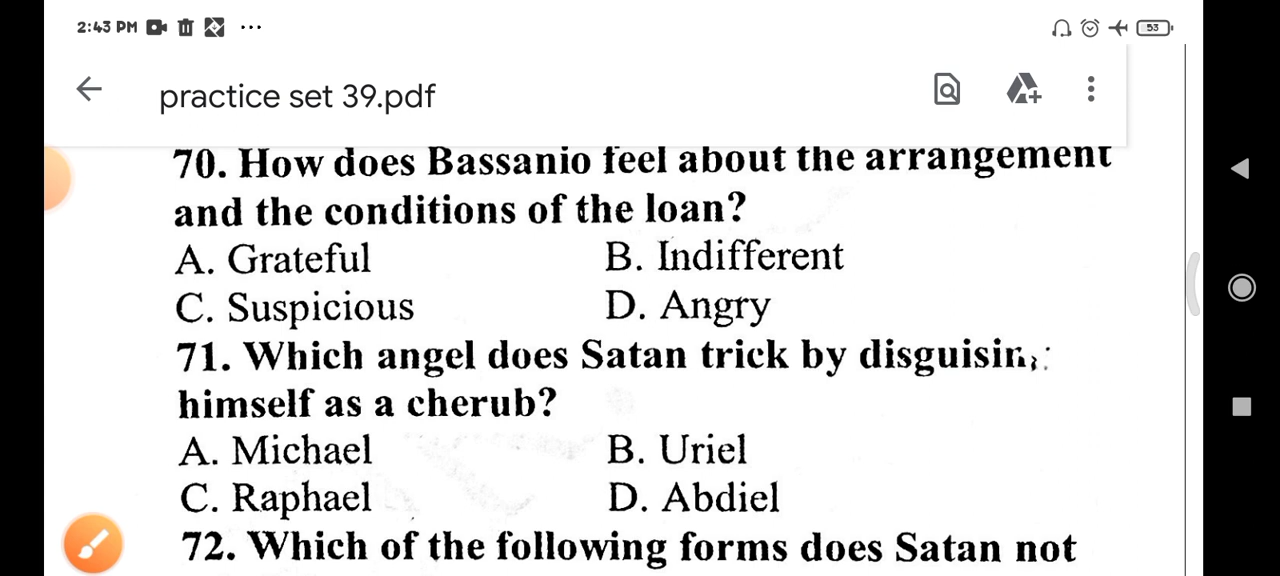 2:43 PM ...
53
practice set 39.pdf
70. How does Bassanio feel about the arrangement
and the conditions of the loan?
A. Grateful B. Indifferent
C. Suspicious D. Angry
71. Which angel does Satan trick by
himself as a cherub?
A. Michael B. Uriel
C. Raphael D. Abdiel
72. Which of the following forms does Satan not